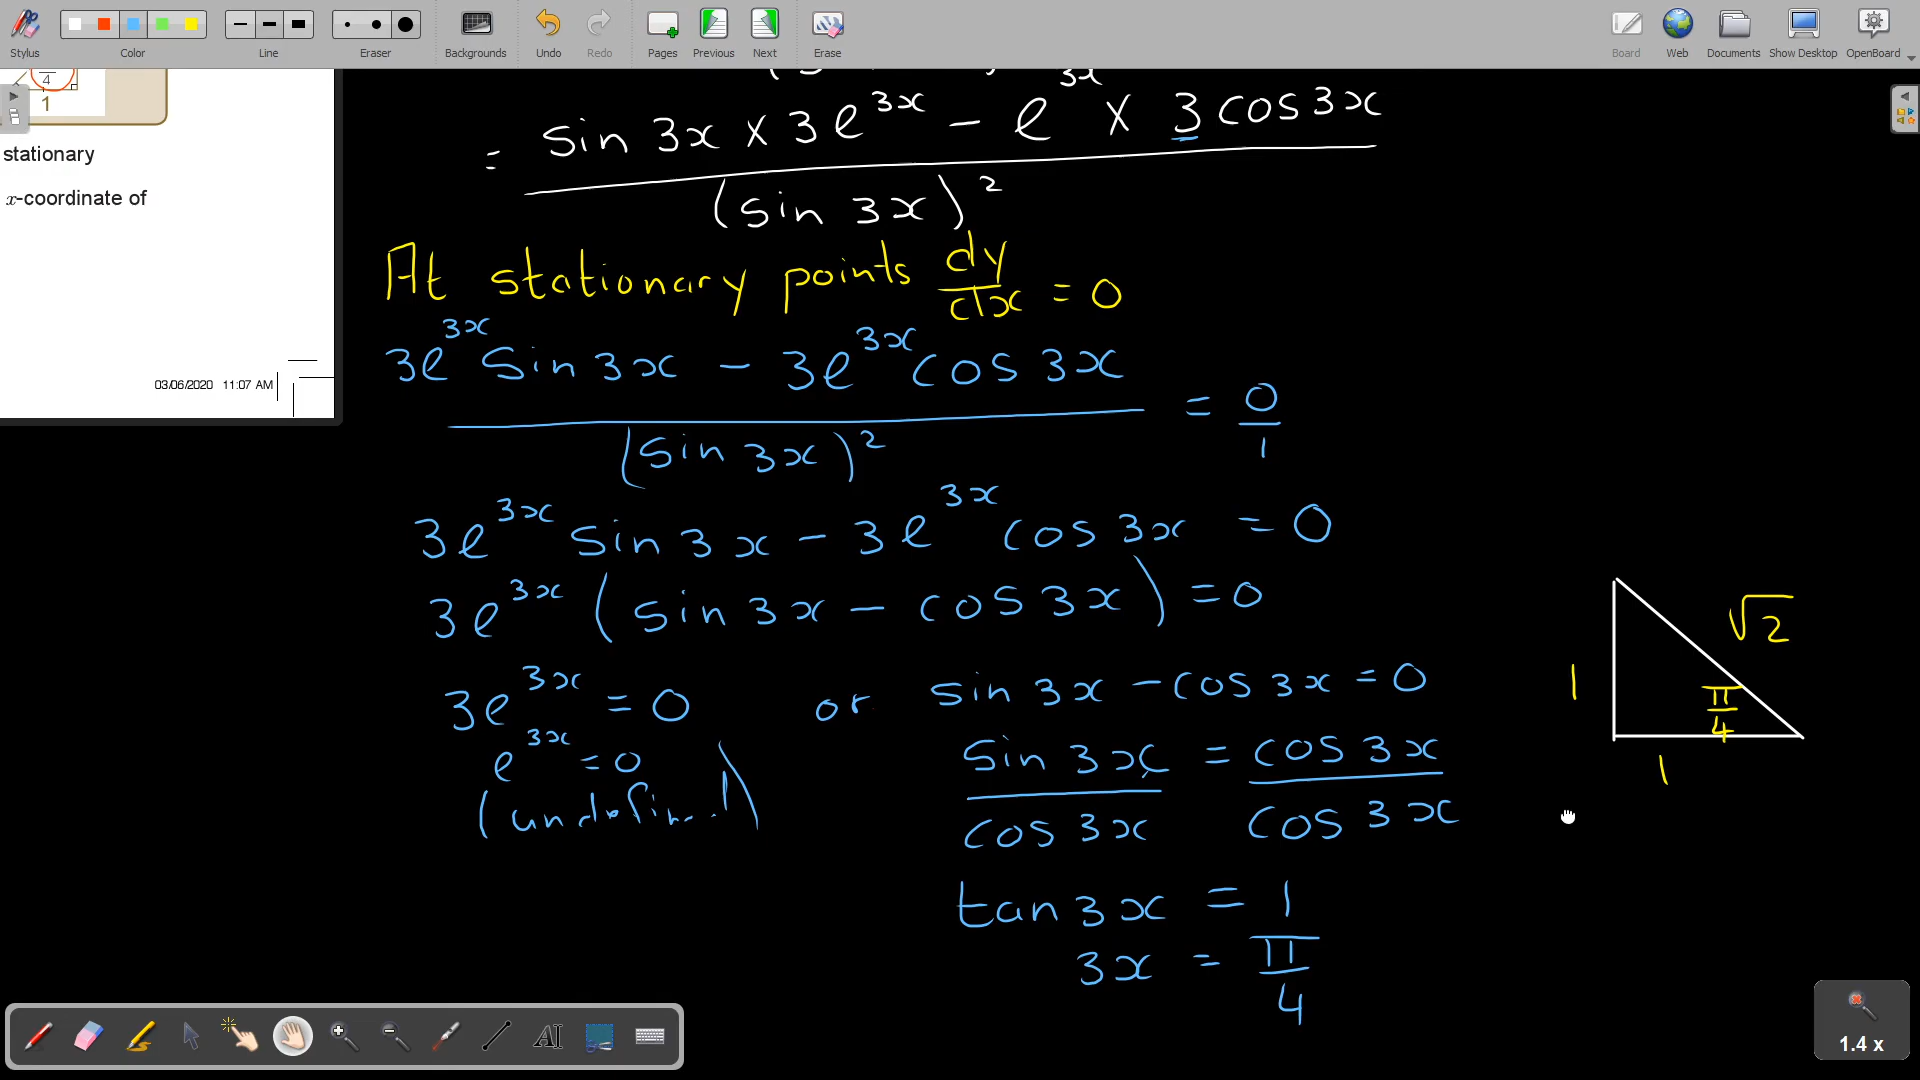 Stylus Color Line Eraser Backgrounds Undo Redo Pages Previous Next Erase Board Web Documents Show Desktop OpenBoard
4
1
stationary
x-coordinate of
03/06/2020 11:07 AM
= sin 3x × 3e^3x − e^3x × 3 cos 3x
(sin 3x)^2
At stationary points dy/dx = 0
3e^3x sin 3x − 3e^3x cos 3x
(sin 3x)^2
= 0/1
3e^3x sin 3x − 3e^3x cos 3x = 0
3e^3x (sin 3x − cos 3x) = 0
3e^3x = 0 or sin 3x − cos 3x = 0
e^3x = 0
(undefined)
sin 3x = cos 3x
cos 3x cos 3x
tan 3x = 1
3x = π/4
√2
1
π/4
1
AI
1.4 x